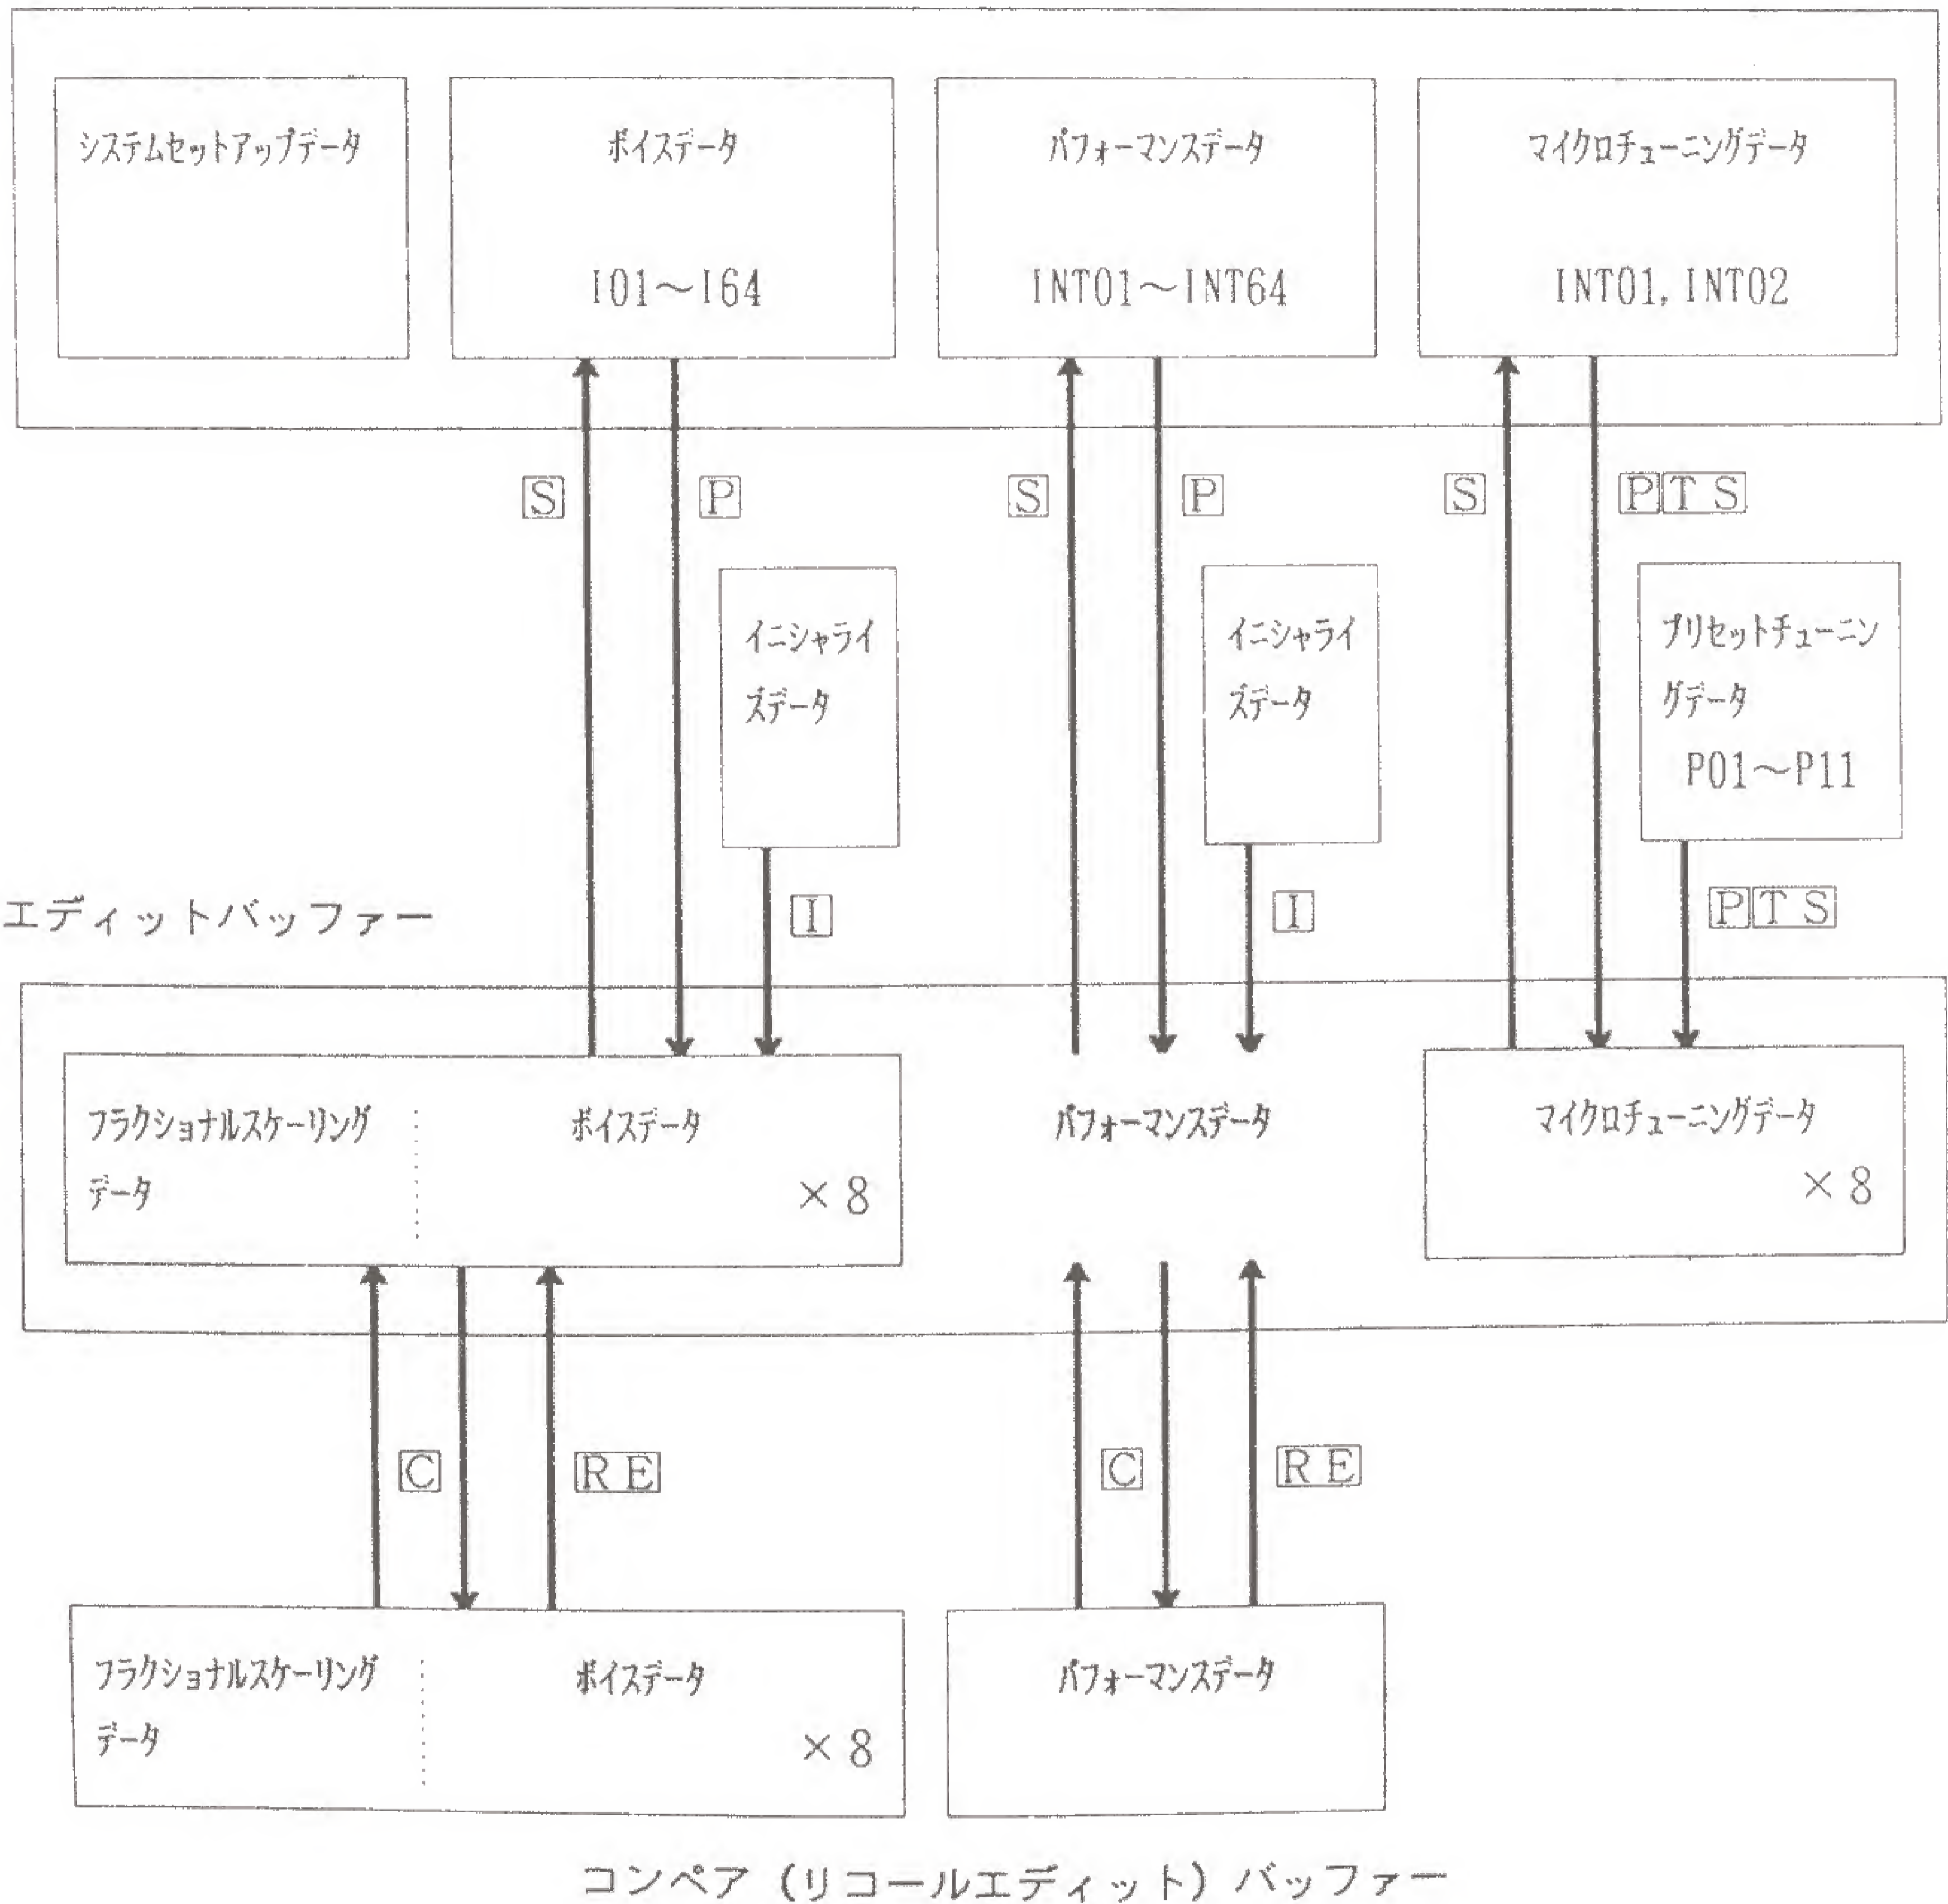 システムセットアップデータ
ボイスデータ
パフォーマンスデータ
マイクロチューニングデータ
I01～I64
INT01～INT64
INT01, INT02
S
P
S
P
S
P T S
イニシャライ
ズデータ
イニシャライ
ズデータ
プリセットチューニン
グデータ
P01～P11
エディットバッファー
I
I
P T S
フラクショナルスケーリング
データ
ボイスデータ
×8
パフォーマンスデータ
マイクロチューニングデータ
×8
C
R E
C
R E
フラクショナルスケーリング
データ
ボイスデータ
×8
パフォーマンスデータ
コンペア (リコールエディット) バッファー